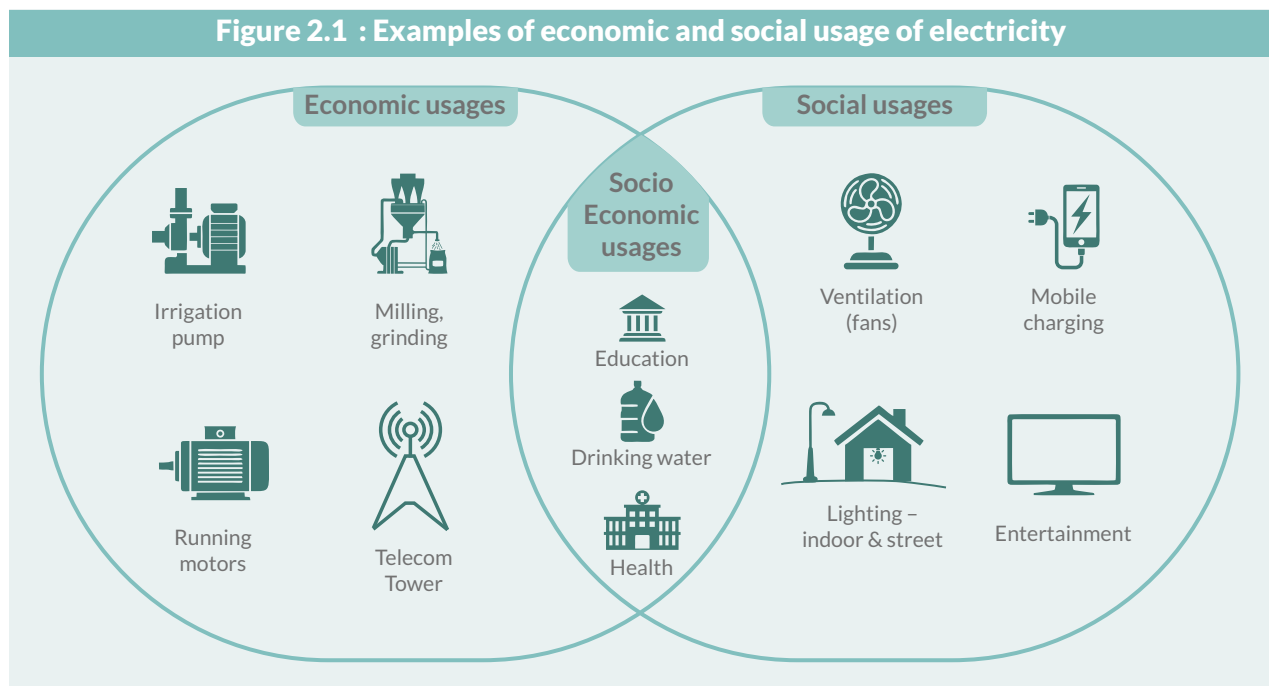 Figure 2.1 : Examples of economic and social usage of electricity
Economic usages
Irrigation
pump
Milling,
grinding
Running
motors
Telecom
Tower
Socio
Economic
usages
Education
Drinking water
Health
Social usages
Ventilation
(fans)
Mobile
charging
Lighting –
indoor & street
Entertainment